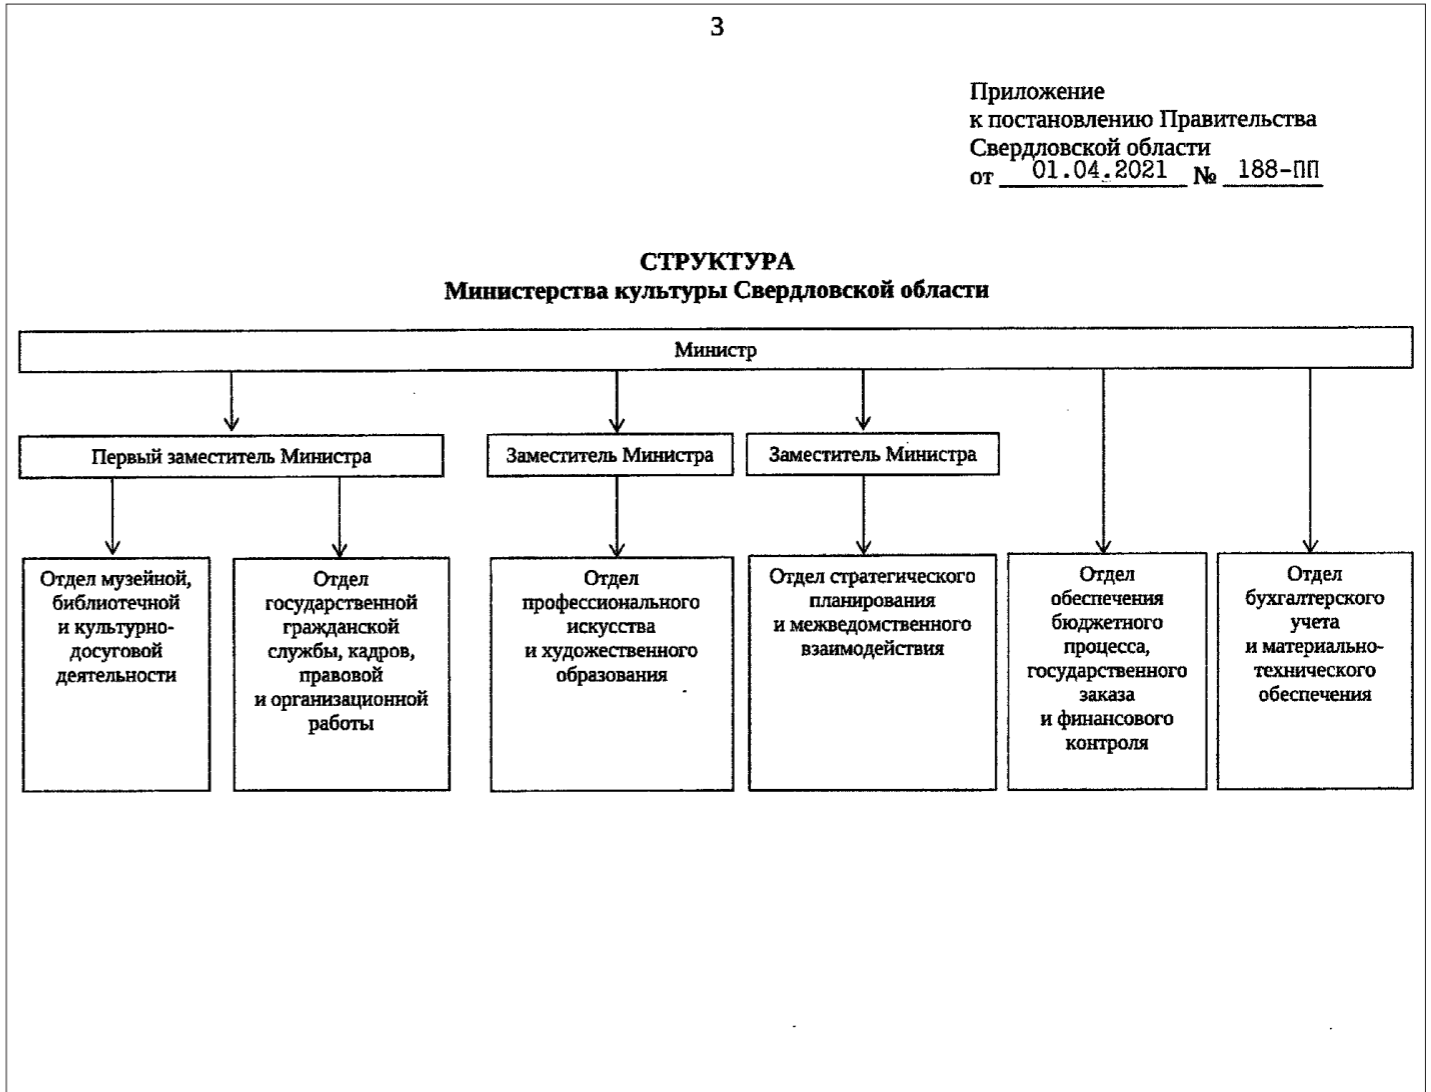 3
Приложение
к постановлению Правительства
Свердловской области
от 01.04.2021 № 188-ПП
СТРУКТУРА
Министерства культуры Свердловской области
Министр
Первый заместитель Министра
Заместитель Министра
Заместитель Министра
Отдел музейной,
библиотечной
и культурно-
досуговой
деятельности
Отдел
государственной
гражданской
службы, кадров,
правовой
и организационной
работы
Отдел
профессионального
искусства
и художественного
образования
Отдел стратегического
планирования
и межведомственного
взаимодействия
Отдел
обеспечения
бюджетного
процесса,
государственного
заказа
и финансового
контроля
Отдел
бухгалтерского
учета
и материально-
технического
обеспечения